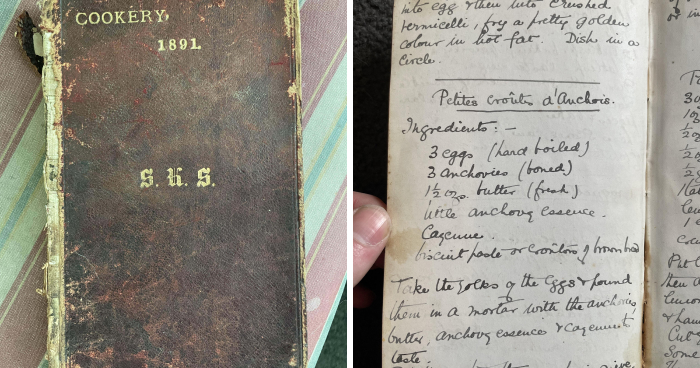 COOKERY,
1891.
S. R. S.
into egg & then into crushed
vermicelli, fry a pretty golden
colour in hot fat. Dish in a
circle.
Petites croûtes d'Anchois.
Ingredients: -
3 eggs (hard boiled)
3 anchovies (boned)
1½ ozs. butter (fresh)
little anchovy essence.
Cayenne.
biscuit paste or croûtons of brown bread
Take the yolks of the eggs & pound
them in a mortar with the anchovies,
butter, anchovy essence & cayenne to
taste.